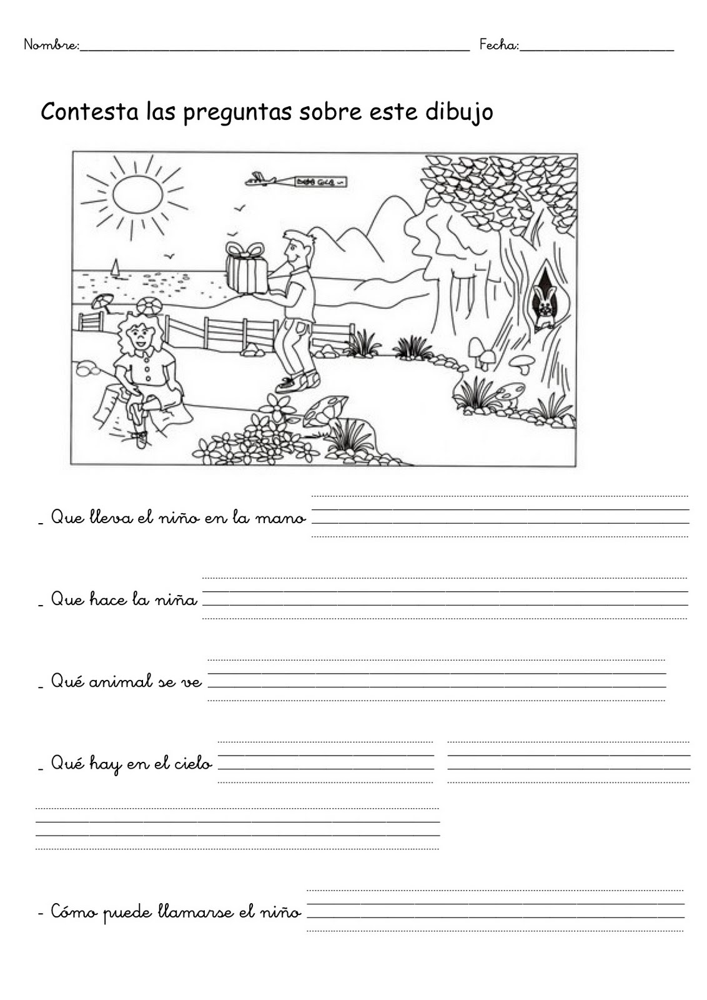 Nombre: Fecha:
Contesta las preguntas sobre este dibujo
- Que lleva el niño en la mano
- Que hace la niña
- Qué animal se ve
- Qué hay en el cielo
- Cómo puede llamarse el niño